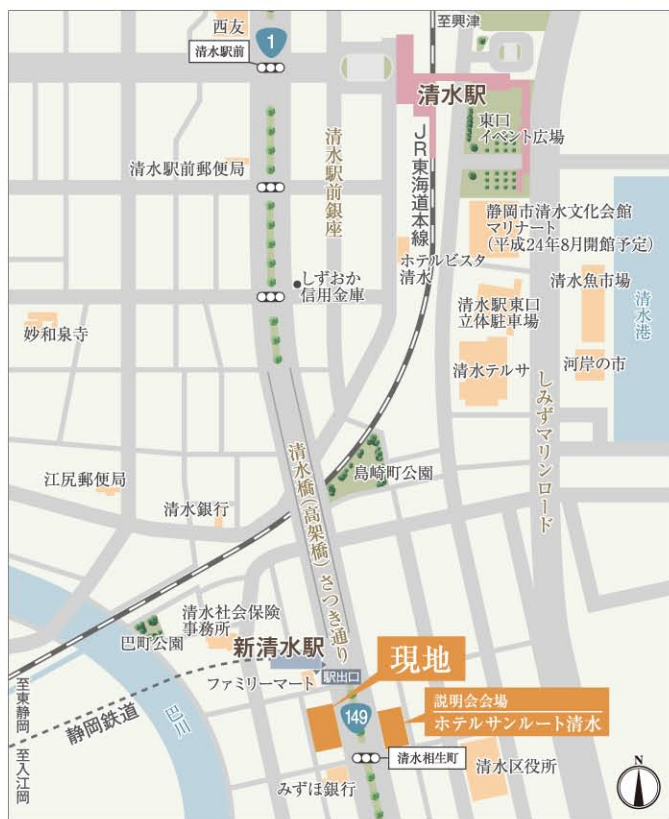 西友
1
清水駅前
至興津
清水駅
東口
イベント広場
清水駅前郵便局
清水駅前銀座
JR東海道本線
静岡市清水文化会館
マリナート
(平成24年8月開館予定)
ホテルビスタ
清水
しずおか
信用金庫
清水魚市場
清水港
清水駅東口
立体駐車場
妙和泉寺
清水テルサ
河岸の市
しみずマリンロード
島崎町公園
江尻郵便局
清水銀行
清水橋(高架橋)
さつき通り
清水社会保険
事務所
巴町公園
新清水駅
駅出口
ファミリーマート
現地
説明会会場
ホテルサンルート清水
149
至東静岡
静岡鉄道
至入江岡
巴川
清水相生町
みずほ銀行
清水区役所
N